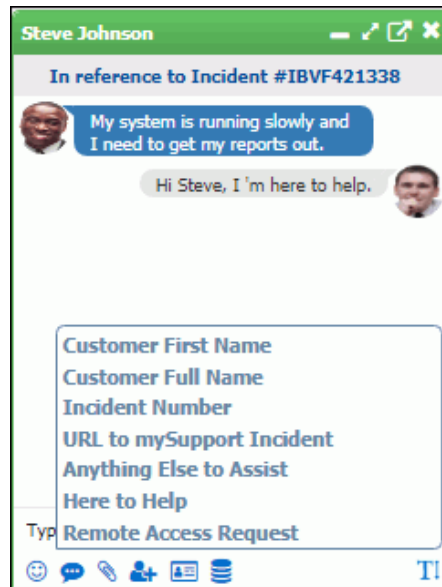 Steve Johnson
In reference to Incident #IBVF421338
My system is running slowly and
I need to get my reports out.
Hi Steve, I 'm here to help.
Customer First Name
Customer Full Name
Incident Number
URL to mySupport Incident
Anything Else to Assist
Here to Help
Typ
Remote Access Request